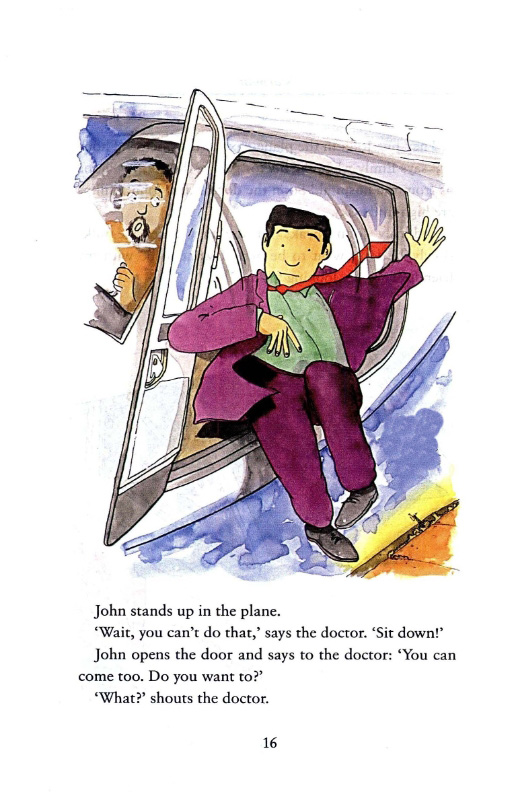 John stands up in the plane.
‘Wait, you can’t do that,’ says the doctor. ‘Sit down!’
John opens the door and says to the doctor: ‘You can
come too. Do you want to?’
‘What?’ shouts the doctor.
16